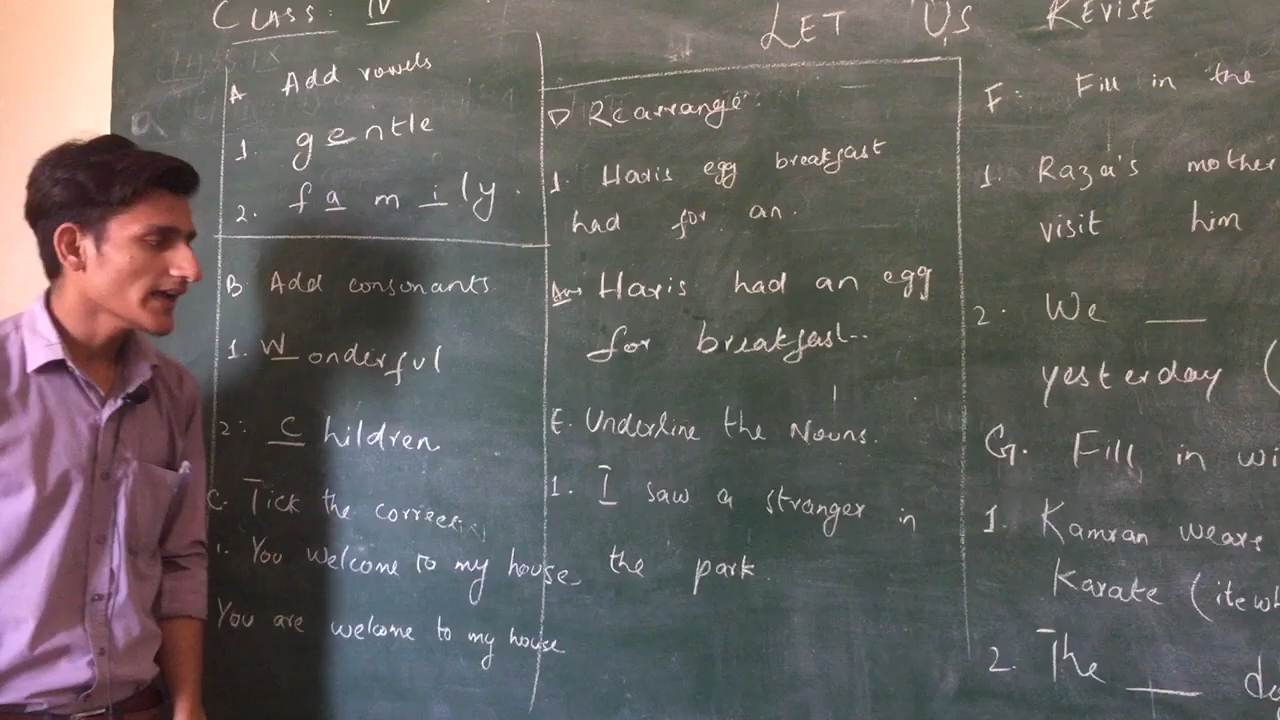 CLASS: IV
LET US REVISE
A Add vowels
1. gentle
2. family.
B. Add consonants.
1. Wonderful
2: Children
C. Tick the correct
1. You welcome to my house
You are welcome to my house
D Rearrange:
1. Haris egg breakfast
had for an.
Ans Haris had an egg
for breakfast..
E. Underline the Nouns.
1. I saw a stranger in
the park.
F. Fill in the
1. Raza's mother
visit him
2. We __
yesterday (
G. Fill in wi
1. Kamran wears
Karate (
2. The __ d